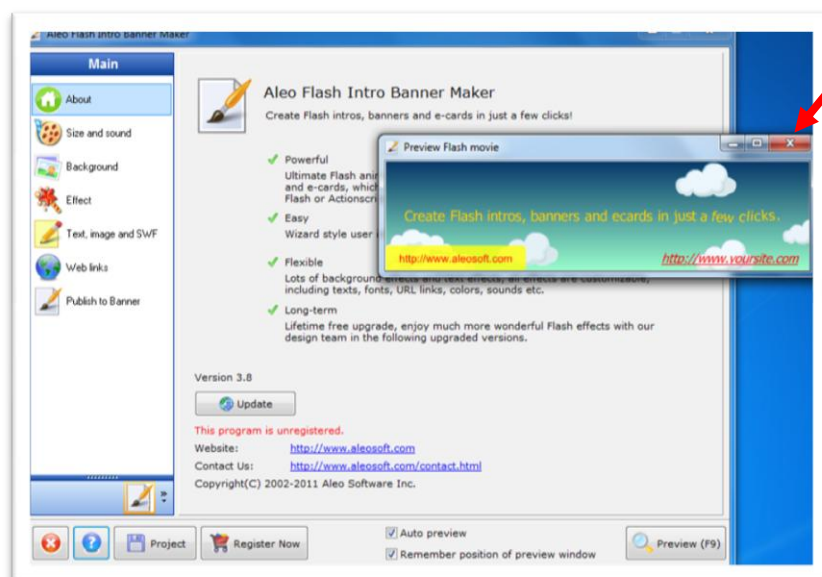 Aleo Flash Intro Banner Maker
Main
About
Size and sound
Background
Effect
Text, image and SWF
Web links
Publish to Banner
Aleo Flash Intro Banner Maker
Create Flash intros, banners and e-cards in just a few clicks!
Powerful
Ultimate Flash
and e-cards, which
Flash or
Easy
Wizard style user
Flexible
Lots of background effects and text effects, all effects are customizable,
including texts, fonts, URL links, colors, sounds etc.
Long-term
Lifetime free upgrade, enjoy much more wonderful Flash effects with our
design team in the following upgraded versions.
Preview Flash movie
Create Flash intros, banners and ecards in just a few clicks.
http://www.aleosoft.com
http://www.yoursite.com
Version 3.8
Update
This program is unregistered.
Website: http://www.aleosoft.com
Contact Us: http://www.aleosoft.com/contact.html
Copyright(C) 2002-2011 Aleo Software Inc.
Project
Register Now
Auto preview
Remember position of preview window
Preview (F9)